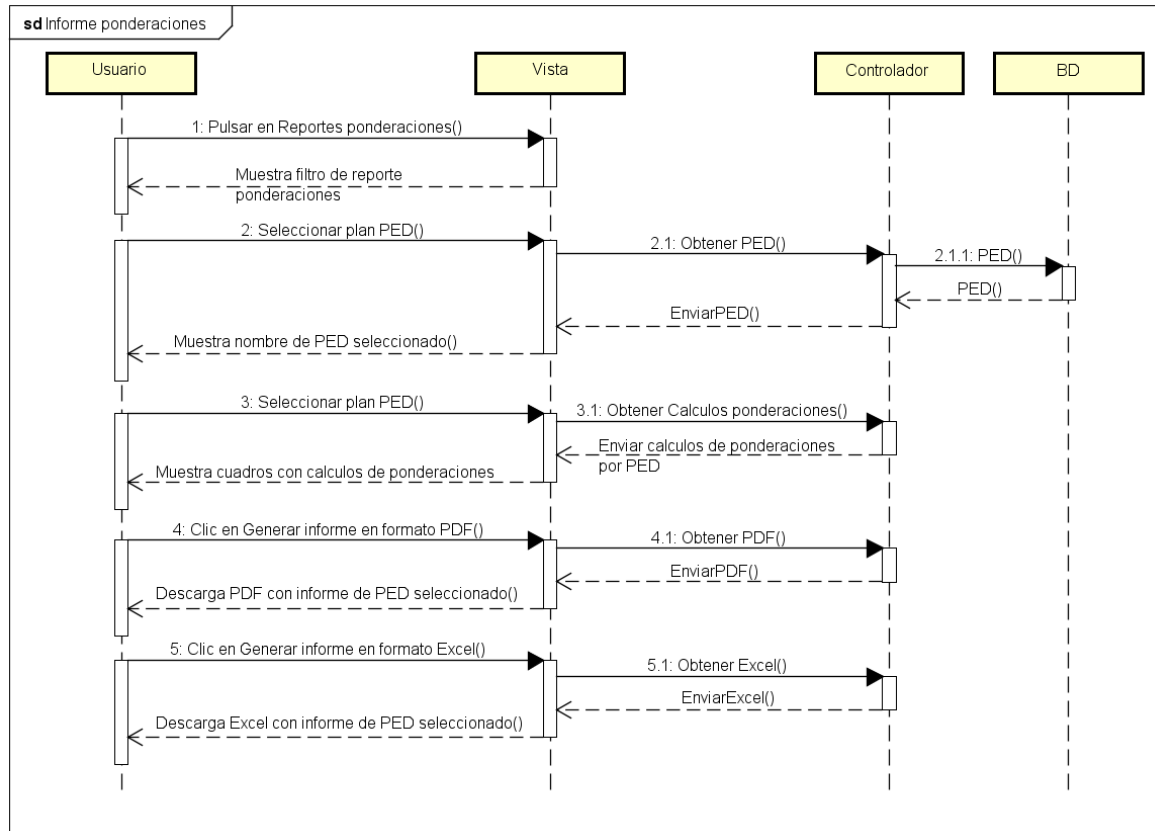 sd Informe ponderaciones
Usuario
Vista
Controlador
BD
1: Pulsar en Reportes ponderaciones()
Muestra filtro de reporte
ponderaciones
2: Seleccionar plan PED()
2.1: Obtener PED()
2.1.1: PED()
PED()
EnviarPED()
Muestra nombre de PED seleccionado()
3: Seleccionar plan PED()
3.1: Obtener Calculos ponderaciones()
Enviar calculos de ponderaciones
por PED
Muestra cuadros con calculos de ponderaciones
4: Clic en Generar informe en formato PDF()
4.1: Obtener PDF()
EnviarPDF()
Descarga PDF con informe de PED seleccionado()
5: Clic en Generar informe en formato Excel()
5.1: Obtener Excel()
EnviarExcel()
Descarga Excel con informe de PED seleccionado()